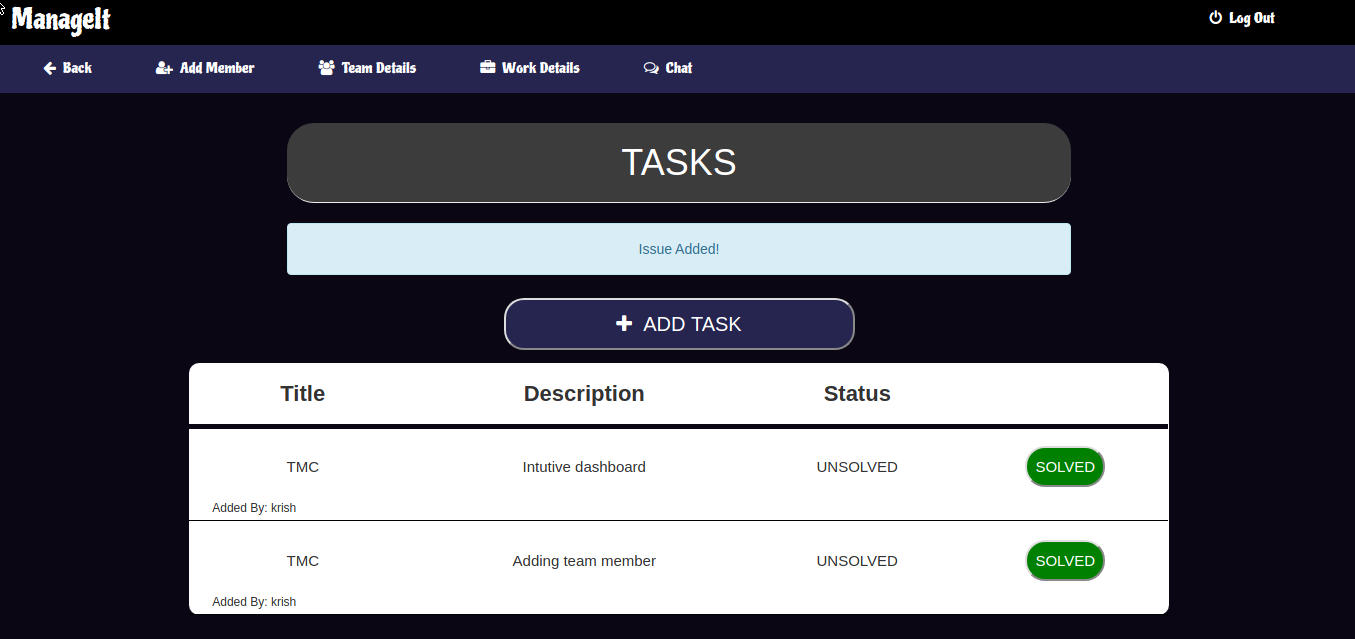 ManageIt
Log Out
Back
Add Member
Team Details
Work Details
Chat
TASKS
Issue Added!
ADD TASK
Title Description Status
TMC Intutive dashboard UNSOLVED SOLVED
Added By: krish
TMC Adding team member UNSOLVED SOLVED
Added By: krish